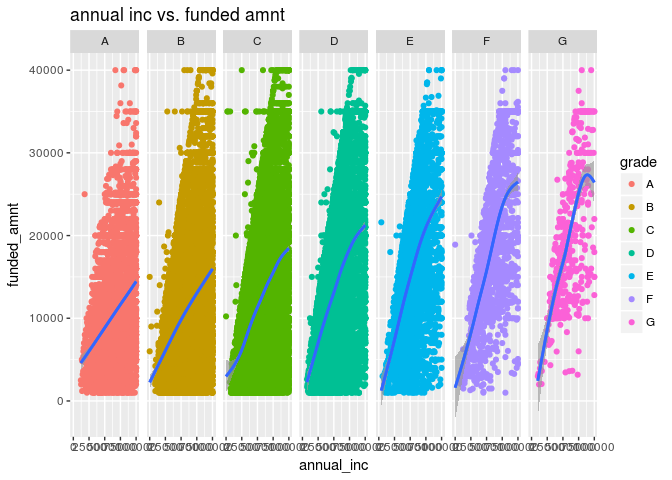 annual inc vs. funded amnt
A B C D E F G
40000
30000
20000
10000
0
funded_amnt
annual_inc
grade
A
B
C
D
E
F
G